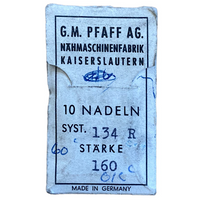 G.M. PFAFF AG.
NÄHMASCHINENFABRIK
KAISERSLAUTERN
10 NADELN
SYST. 134 R
STÄRKE
160
MADE IN GERMANY